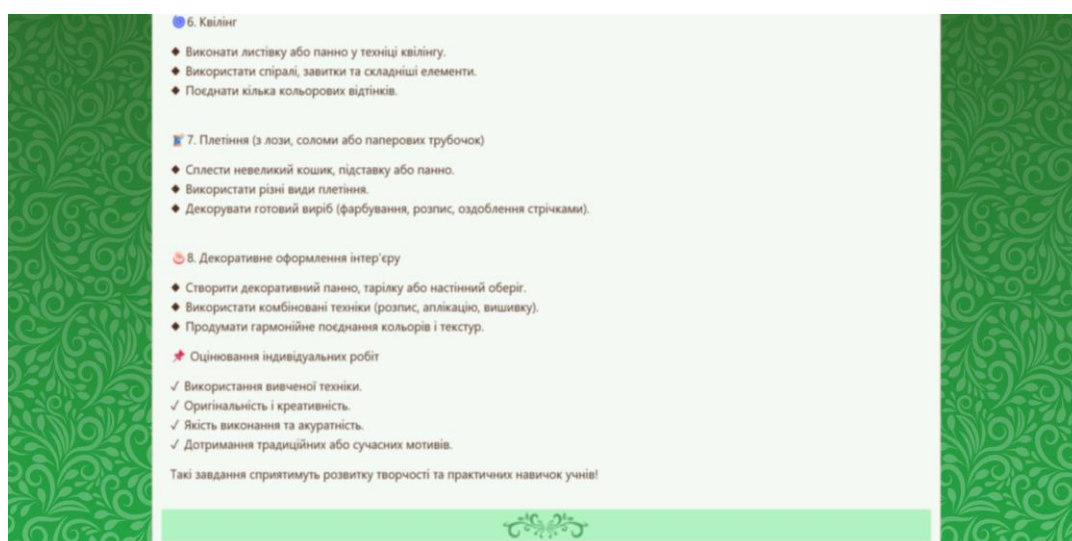 🌀6. Квілінг
◆ Виконати листівку або панно у техніці квілінгу.
◆ Використати спіралі, завитки та складніші елементи.
◆ Поєднати кілька кольорових відтінків.
🧵7. Плетіння (з лози, соломи або паперових трубочок)
◆ Сплести невеликий кошик, підставку або панно.
◆ Використати різні види плетіння.
◆ Декорувати готовий виріб (фарбування, розпис, оздоблення стрічками).
♨️8. Декоративне оформлення інтер'єру
◆ Створити декоративний панно, тарілку або настінний оберіг.
◆ Використати комбіновані техніки (розпис, аплікацію, вишивку).
◆ Продумати гармонійне поєднання кольорів і текстур.
📌 Оцінювання індивідуальних робіт
✓ Використання вивченої техніки.
✓ Оригінальність і креативність.
✓ Якість виконання та акуратність.
✓ Дотримання традиційних або сучасних мотивів.
Такі завдання сприятимуть розвитку творчості та практичних навичок учнів!